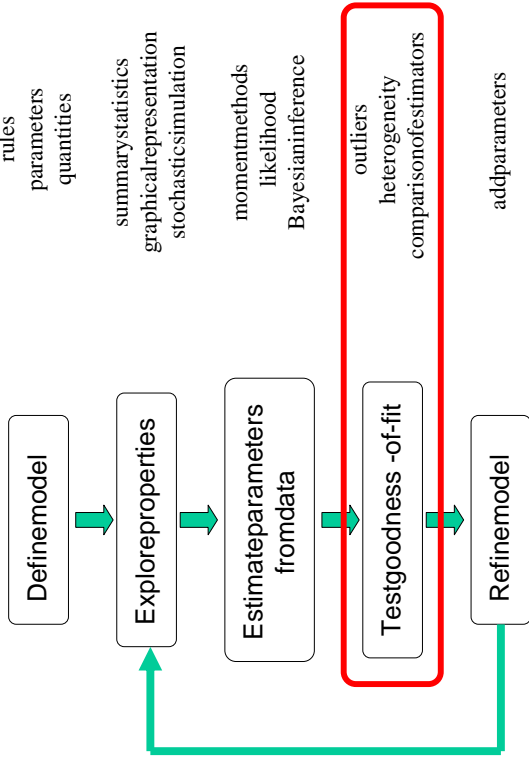 Definemodel
rules
parameters
quantities
Exploreproperties
summarystatistics
graphicalrepresentation
stochasticsimulation
Estimateparameters
fromdata
momentmethods
likelihood
Bayesianinference
Testgoodness -of-fit
outliers
heterogeneity
comparisonofestimators
Refinemodel
addparameters